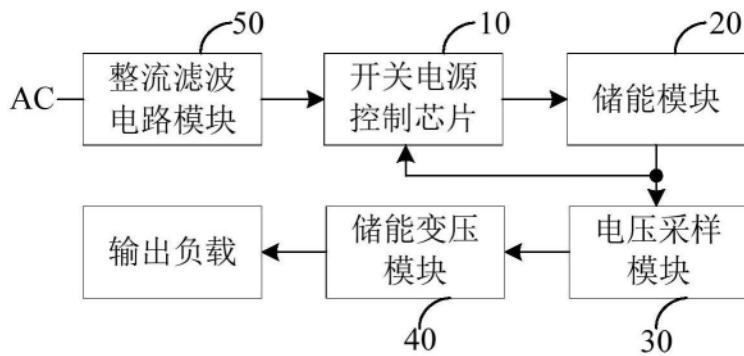 50
10
20
AC
整流滤波
电路模块
开关电源
控制芯片
储能模块
输出负载
储能变压
模块
电压采样
模块
40
30